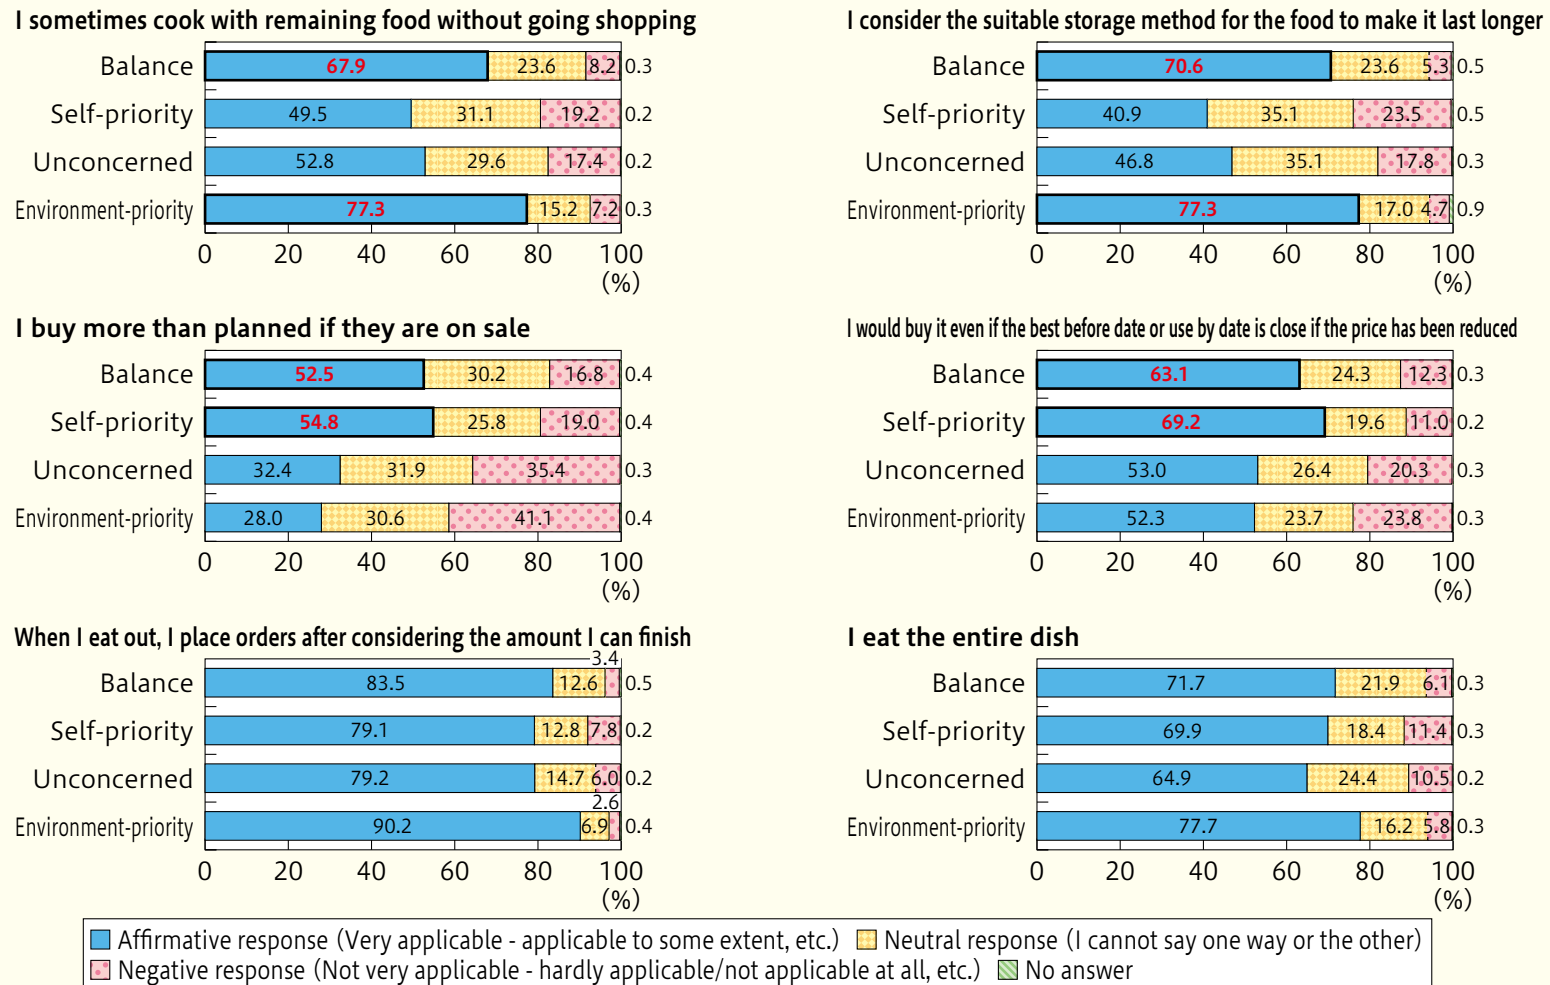 I sometimes cook with remaining food without going shopping
Balance 67.9 23.6 8.2 0.3
Self-priority 49.5 31.1 19.2 0.2
Unconcerned 52.8 29.6 17.4 0.2
Environment-priority 77.3 15.2 7.2 0.3
0 20 40 60 80 100
(%)
I consider the suitable storage method for the food to make it last longer
Balance 70.6 23.6 5.3 0.5
Self-priority 40.9 35.1 23.5 0.5
Unconcerned 46.8 35.1 17.8 0.3
Environment-priority 77.3 17.0 4.7 0.9
0 20 40 60 80 100
(%)
I buy more than planned if they are on sale
Balance 52.5 30.2 16.8 0.4
Self-priority 54.8 25.8 19.0 0.4
Unconcerned 32.4 31.9 35.4 0.3
Environment-priority 28.0 30.6 41.1 0.4
0 20 40 60 80 100
(%)
I would buy it even if the best before date or use by date is close if the price has been reduced
Balance 63.1 24.3 12.3 0.3
Self-priority 69.2 19.6 11.0 0.2
Unconcerned 53.0 26.4 20.3 0.3
Environment-priority 52.3 23.7 23.8 0.3
0 20 40 60 80 100
(%)
When I eat out, I place orders after considering the amount I can finish
3.4
Balance 83.5 12.6 0.5
Self-priority 79.1 12.8 7.8 0.2
Unconcerned 79.2 14.7 6.0 0.2
2.6
Environment-priority 90.2 6.9 0.4
0 20 40 60 80 100
(%)
I eat the entire dish
Balance 71.7 21.9 6.1 0.3
Self-priority 69.9 18.4 11.4 0.3
Unconcerned 64.9 24.4 10.5 0.2
Environment-priority 77.7 16.2 5.8 0.3
0 20 40 60 80 100
(%)
Affirmative response (Very applicable - applicable to some extent, etc.) Neutral response (I cannot say one way or the other)
Negative response (Not very applicable - hardly applicable/not applicable at all, etc.) No answer